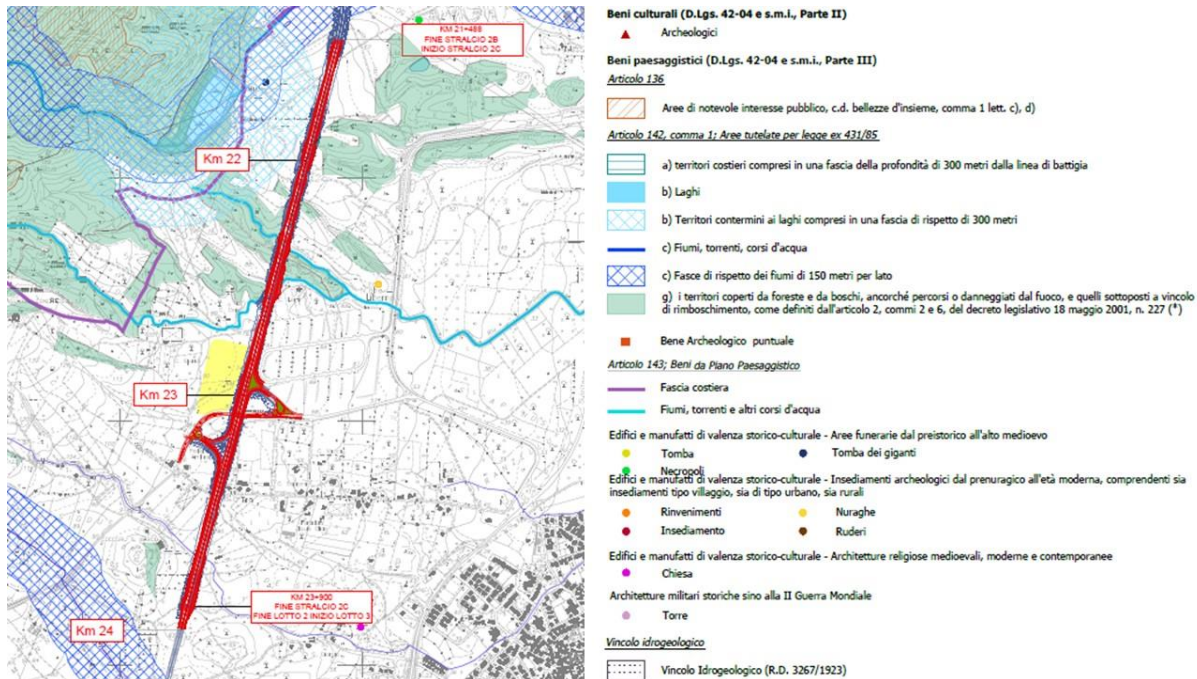 KM 21+488
FINE STRALCIO 2B
INIZIO STRALCIO 2C
Km 22
Km 23
KM 23+900
FINE STRALCIO 2C
FINE LOTTO 2 INIZIO LOTTO 3
Km 24
Beni culturali (D.Lgs. 42-04 e s.m.i., Parte II)
Archeologici
Beni paesaggistici (D.Lgs. 42-04 e s.m.i., Parte III)
Articolo 136
Aree di notevole interesse pubblico, c.d. bellezze d'insieme, comma 1 lett. c), d)
Articolo 142, comma 1; Aree tutelate per legge ex 431/85
a) territori costieri compresi in una fascia della profondità di 300 metri dalla linea di battigia
b) Laghi
b) Territori contermini ai laghi compresi in una fascia di rispetto di 300 metri
c) Fiumi, torrenti, corsi d'acqua
c) Fasce di rispetto dei fiumi di 150 metri per lato
g) i territori coperti da foreste e da boschi, ancorché percorsi o danneggiati dal fuoco, e quelli sottoposti a vincolo
di rimboschimento, come definiti dall'articolo 2, commi 2 e 6, del decreto legislativo 18 maggio 2001, n. 227 (*)
Bene Archeologico puntuale
Articolo 143; Beni da Plano Paesaggistico
Fascia costiera
Fiumi, torrenti e altri corsi d'acqua
Edifici e manufatti di valenza storico-culturale - Aree funerarie dal preistorico all'alto medioevo
Tomba
Tomba dei giganti
Necropoli
Edifici e manufatti di valenza storico-culturale - Insediamenti archeologici dal prenuragico all'età moderna, comprendenti sia
insediamenti tipo villaggio, sia di tipo urbano, sia rurali
Rinvenimenti
Nuraghe
Insediamento
Ruderi
Edifici e manufatti di valenza storico-culturale - Architetture religiose medioevali, moderne e contemporanee
Chiesa
Architetture militari storiche sino alla II Guerra Mondiale
Torre
Vincolo idrogeologico
Vincolo Idrogeologico (R.D. 3267/1923)